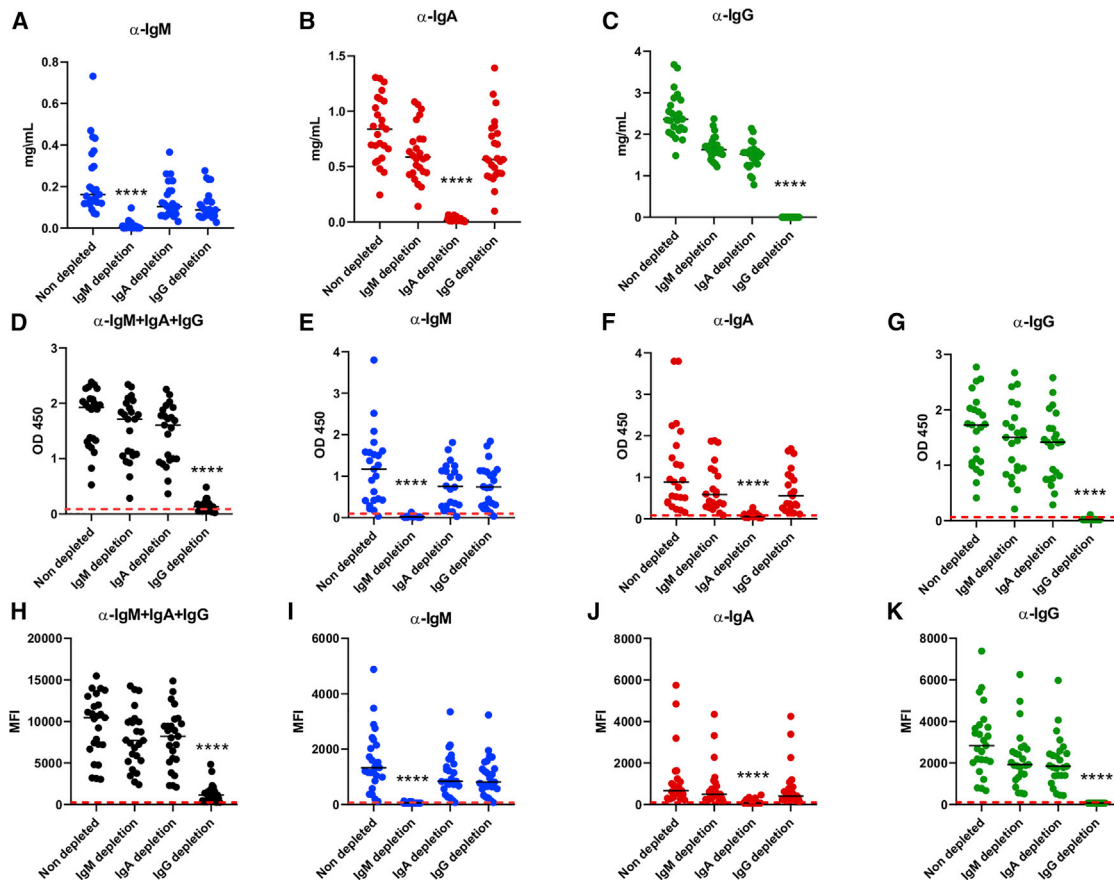 A
α-IgM
mg/mL
0.8
0.6
0.4
0.2
0.0
****
Non depleted
IgM depletion
IgA depletion
IgG depletion
B
α-IgA
mg/mL
1.5
1.0
0.5
0.0
****
Non depleted
IgM depletion
IgA depletion
IgG depletion
C
α-IgG
mg/mL
4
3
2
1
0
****
Non depleted
IgM depletion
IgA depletion
IgG depletion
D
α-IgM+IgA+IgG
OD 450
3
2
1
0
****
Non depleted
IgM depletion
IgA depletion
IgG depletion
E
α-IgM
OD 450
4
3
2
1
0
****
Non depleted
IgM depletion
IgA depletion
IgG depletion
F
α-IgA
OD 450
4
3
2
1
0
****
Non depleted
IgM depletion
IgA depletion
IgG depletion
G
α-IgG
OD 450
3
2
1
0
****
Non depleted
IgM depletion
IgA depletion
IgG depletion
H
α-IgM+IgA+IgG
MFI
20000
15000
10000
5000
0
****
Non depleted
IgM depletion
IgA depletion
IgG depletion
I
α-IgM
MFI
6000
4000
2000
0
****
Non depleted
IgM depletion
IgA depletion
IgG depletion
J
α-IgA
MFI
8000
6000
4000
2000
0
****
Non depleted
IgM depletion
IgA depletion
IgG depletion
K
α-IgG
MFI
8000
6000
4000
2000
0
****
Non depleted
IgM depletion
IgA depletion
IgG depletion